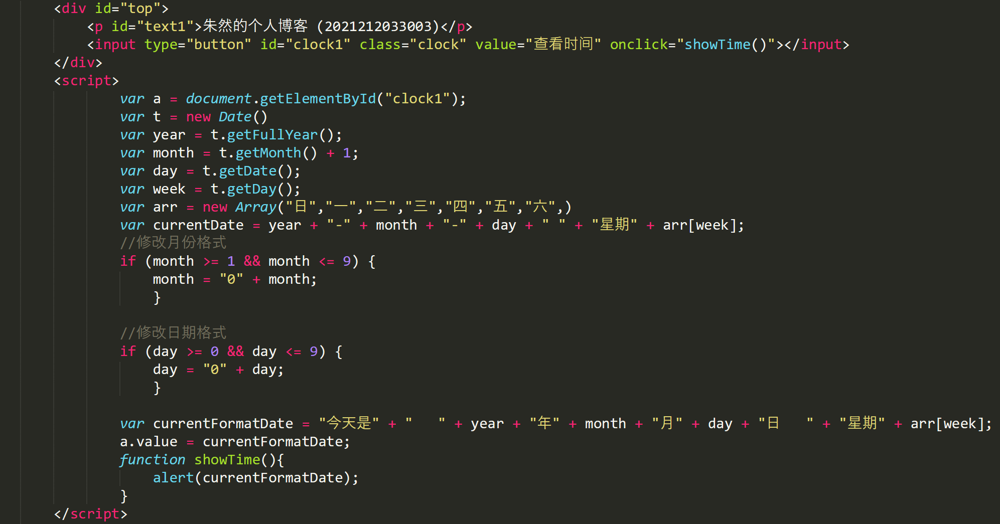 <div id="top">
<p id="text1">朱然的个人博客 (2021212033003)</p>
<input type="button" id="clock1" class="clock" value="查看时间" onclick="showTime()"></input>
</div>
<script>
var a = document.getElementById("clock1");
var t = new Date()
var year = t.getFullYear();
var month = t.getMonth() + 1;
var day = t.getDate();
var week = t.getDay();
var arr = new Array("日","一","二","三","四","五","六",)
var currentDate = year + "-" + month + "-" + day + " " + "星期" + arr[week];
//修改月份格式
if (month >= 1 && month <= 9) {
month = "0" + month;
}
//修改日期格式
if (day >= 0 && day <= 9) {
day = "0" + day;
}
var currentFormatDate = "今天是" + "   " + year + "年" + month + "月" + day + "日   " + "星期" + arr[week];
a.value = currentFormatDate;
function showTime(){
alert(currentFormatDate);
}
</script>